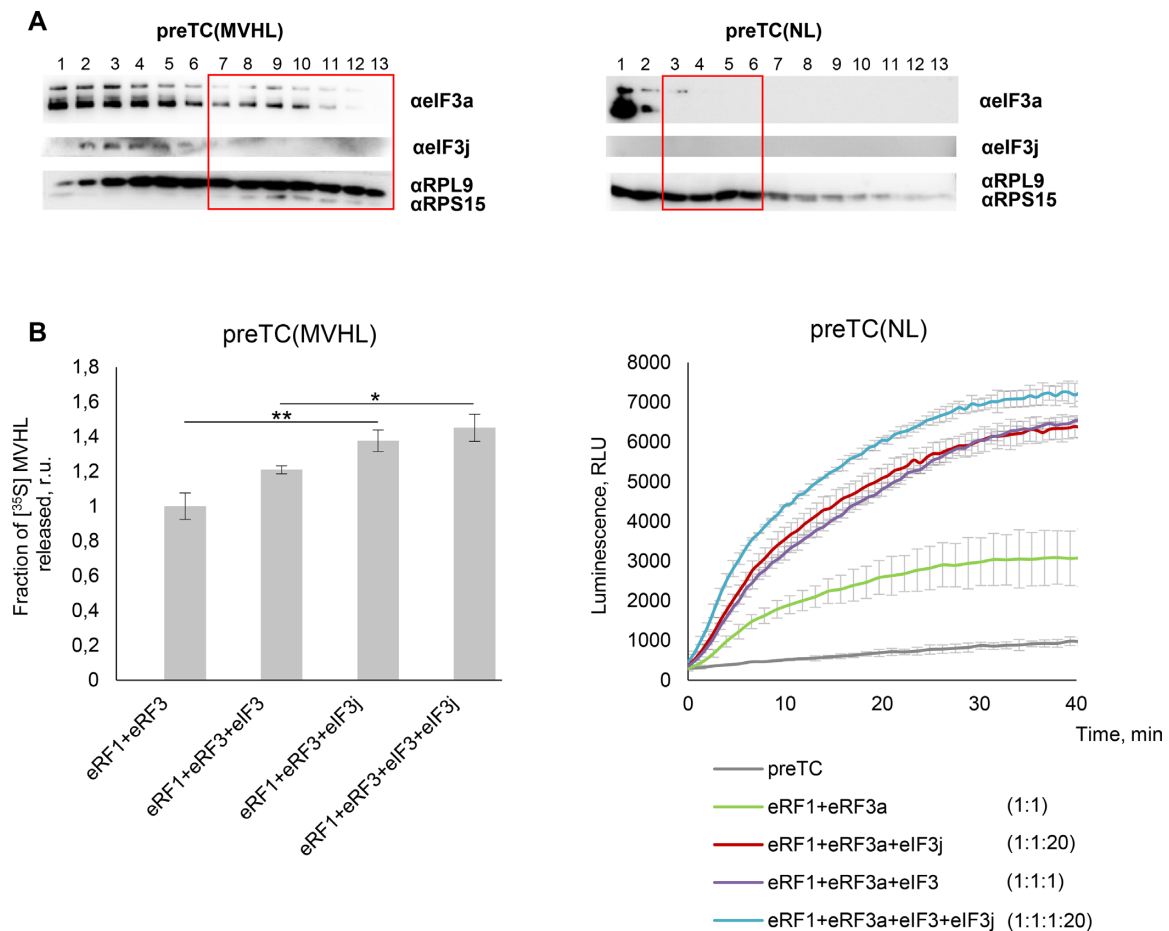 A
preTC(MVHL)
1 2 3 4 5 6 7 8 9 10 11 12 13
αeIF3a
αeIF3j
αRPL9
αRPS15
preTC(NL)
1 2 3 4 5 6 7 8 9 10 11 12 13
αeIF3a
αeIF3j
αRPL9
αRPS15
B
preTC(MVHL)
Fraction of [³⁵S] MVHL
released, r.u.
1,8
1,6
1,4
1,2
1
0,8
0,6
0,4
0,2
0
**
*
eRF1+eRF3
eRF1+eRF3+eIF3
eRF1+eRF3+eIF3j
eRF1+eRF3+eIF3+eIF3j
preTC(NL)
Luminescence, RLU
8000
7000
6000
5000
4000
3000
2000
1000
0
0 10 20 30 40
Time, min
preTC
eRF1+eRF3a (1:1)
eRF1+eRF3a+eIF3j (1:1:20)
eRF1+eRF3a+eIF3 (1:1:1)
eRF1+eRF3a+eIF3+eIF3j (1:1:1:20)